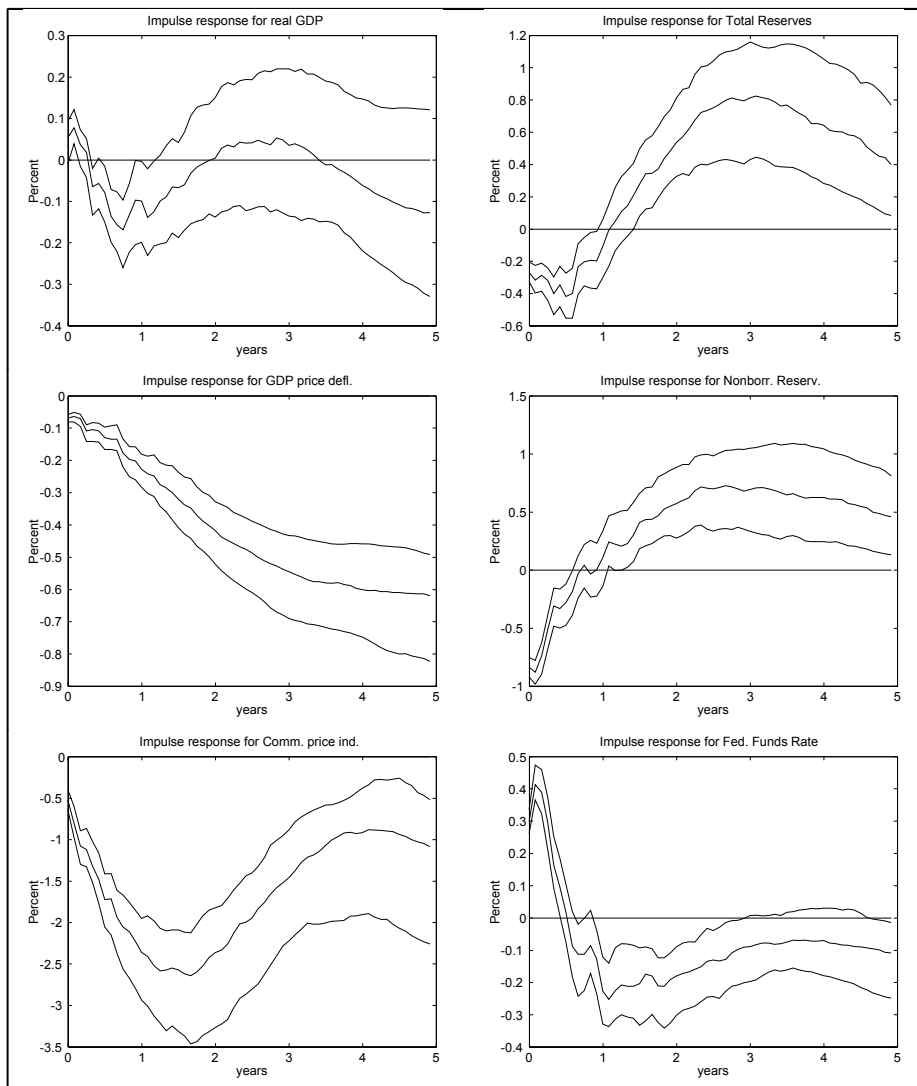 Impulse response for real GDP
0.3
0.2
0.1
0
-0.1
-0.2
-0.3
-0.4
Percent
0 1 2 3 4 5
years
Impulse response for Total Reserves
1.2
1
0.8
0.6
0.4
0.2
0
-0.2
-0.4
-0.6
Percent
0 1 2 3 4 5
years
Impulse response for GDP price defl.
0
-0.1
-0.2
-0.3
-0.4
-0.5
-0.6
-0.7
-0.8
-0.9
Percent
0 1 2 3 4 5
years
Impulse response for Nonborr. Reserv.
1.5
1
0.5
0
-0.5
-1
Percent
0 1 2 3 4 5
years
Impulse response for Comm. price ind.
0
-0.5
-1
-1.5
-2
-2.5
-3
-3.5
Percent
0 1 2 3 4 5
years
Impulse response for Fed. Funds Rate
0.5
0.4
0.3
0.2
0.1
0
-0.1
-0.2
-0.3
-0.4
Percent
0 1 2 3 4 5
years